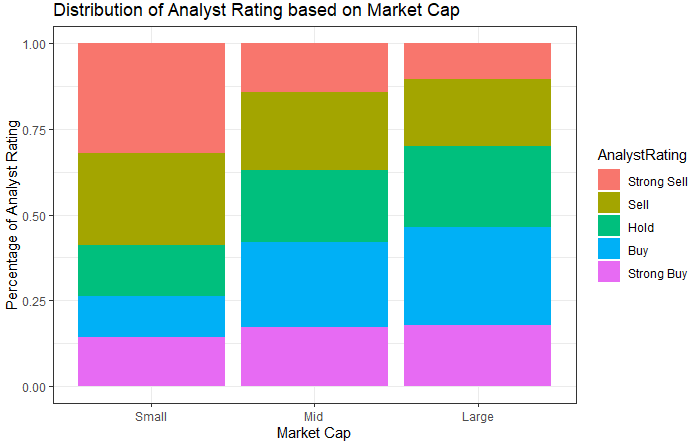 Distribution of Analyst Rating based on Market Cap
Percentage of Analyst Rating
1.00
0.75
0.50
0.25
0.00
Small
Mid
Large
Market Cap
AnalystRating
Strong Sell
Sell
Hold
Buy
Strong Buy